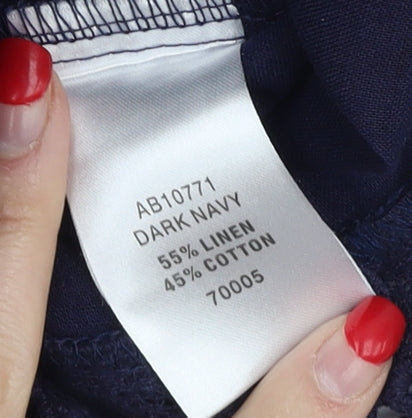 AB10771
DARK NAVY
55% LINEN
45% COTTON
70005